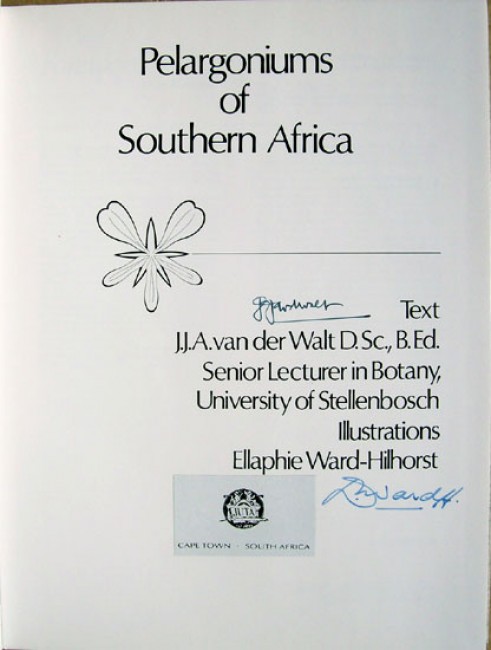 Pelargoniums
of
Southern Africa
Text
J.J.A. van der Walt D.Sc., B.Ed.
Senior Lecturer in Botany,
University of Stellenbosch
Illustrations
Ellaphie Ward-Hilhorst
JUTA
CAPE TOWN · SOUTH AFRICA